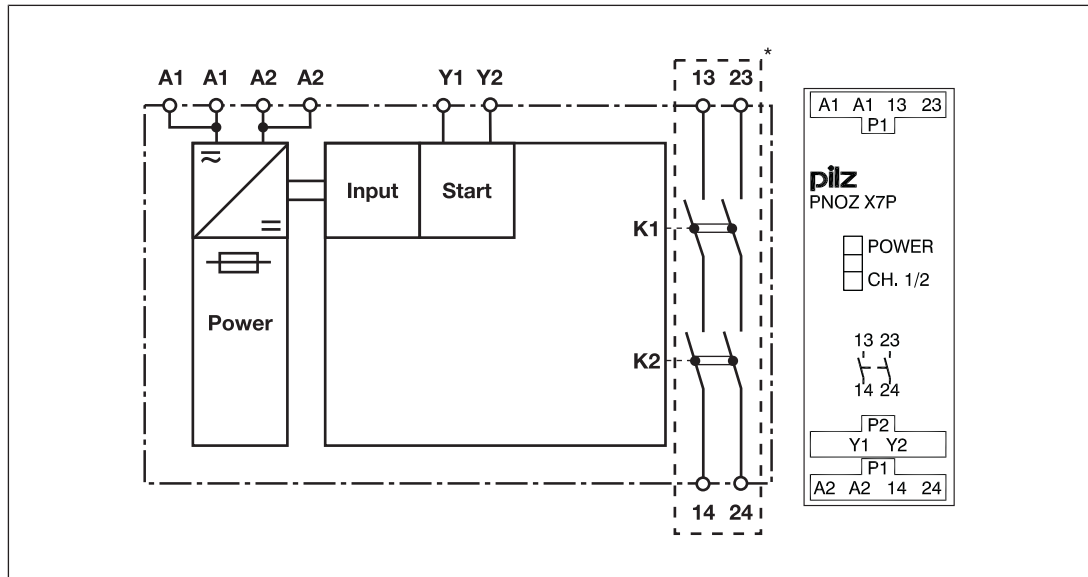 A1 A1 A2 A2 Y1 Y2 13 23 *
Input Start
K1
Power
K2
14 24
A1 A1 13 23
P1
pilz
PNOZ X7P
POWER
CH. 1/2
13 23
14 24
P2
Y1 Y2
P1
A2 A2 14 24